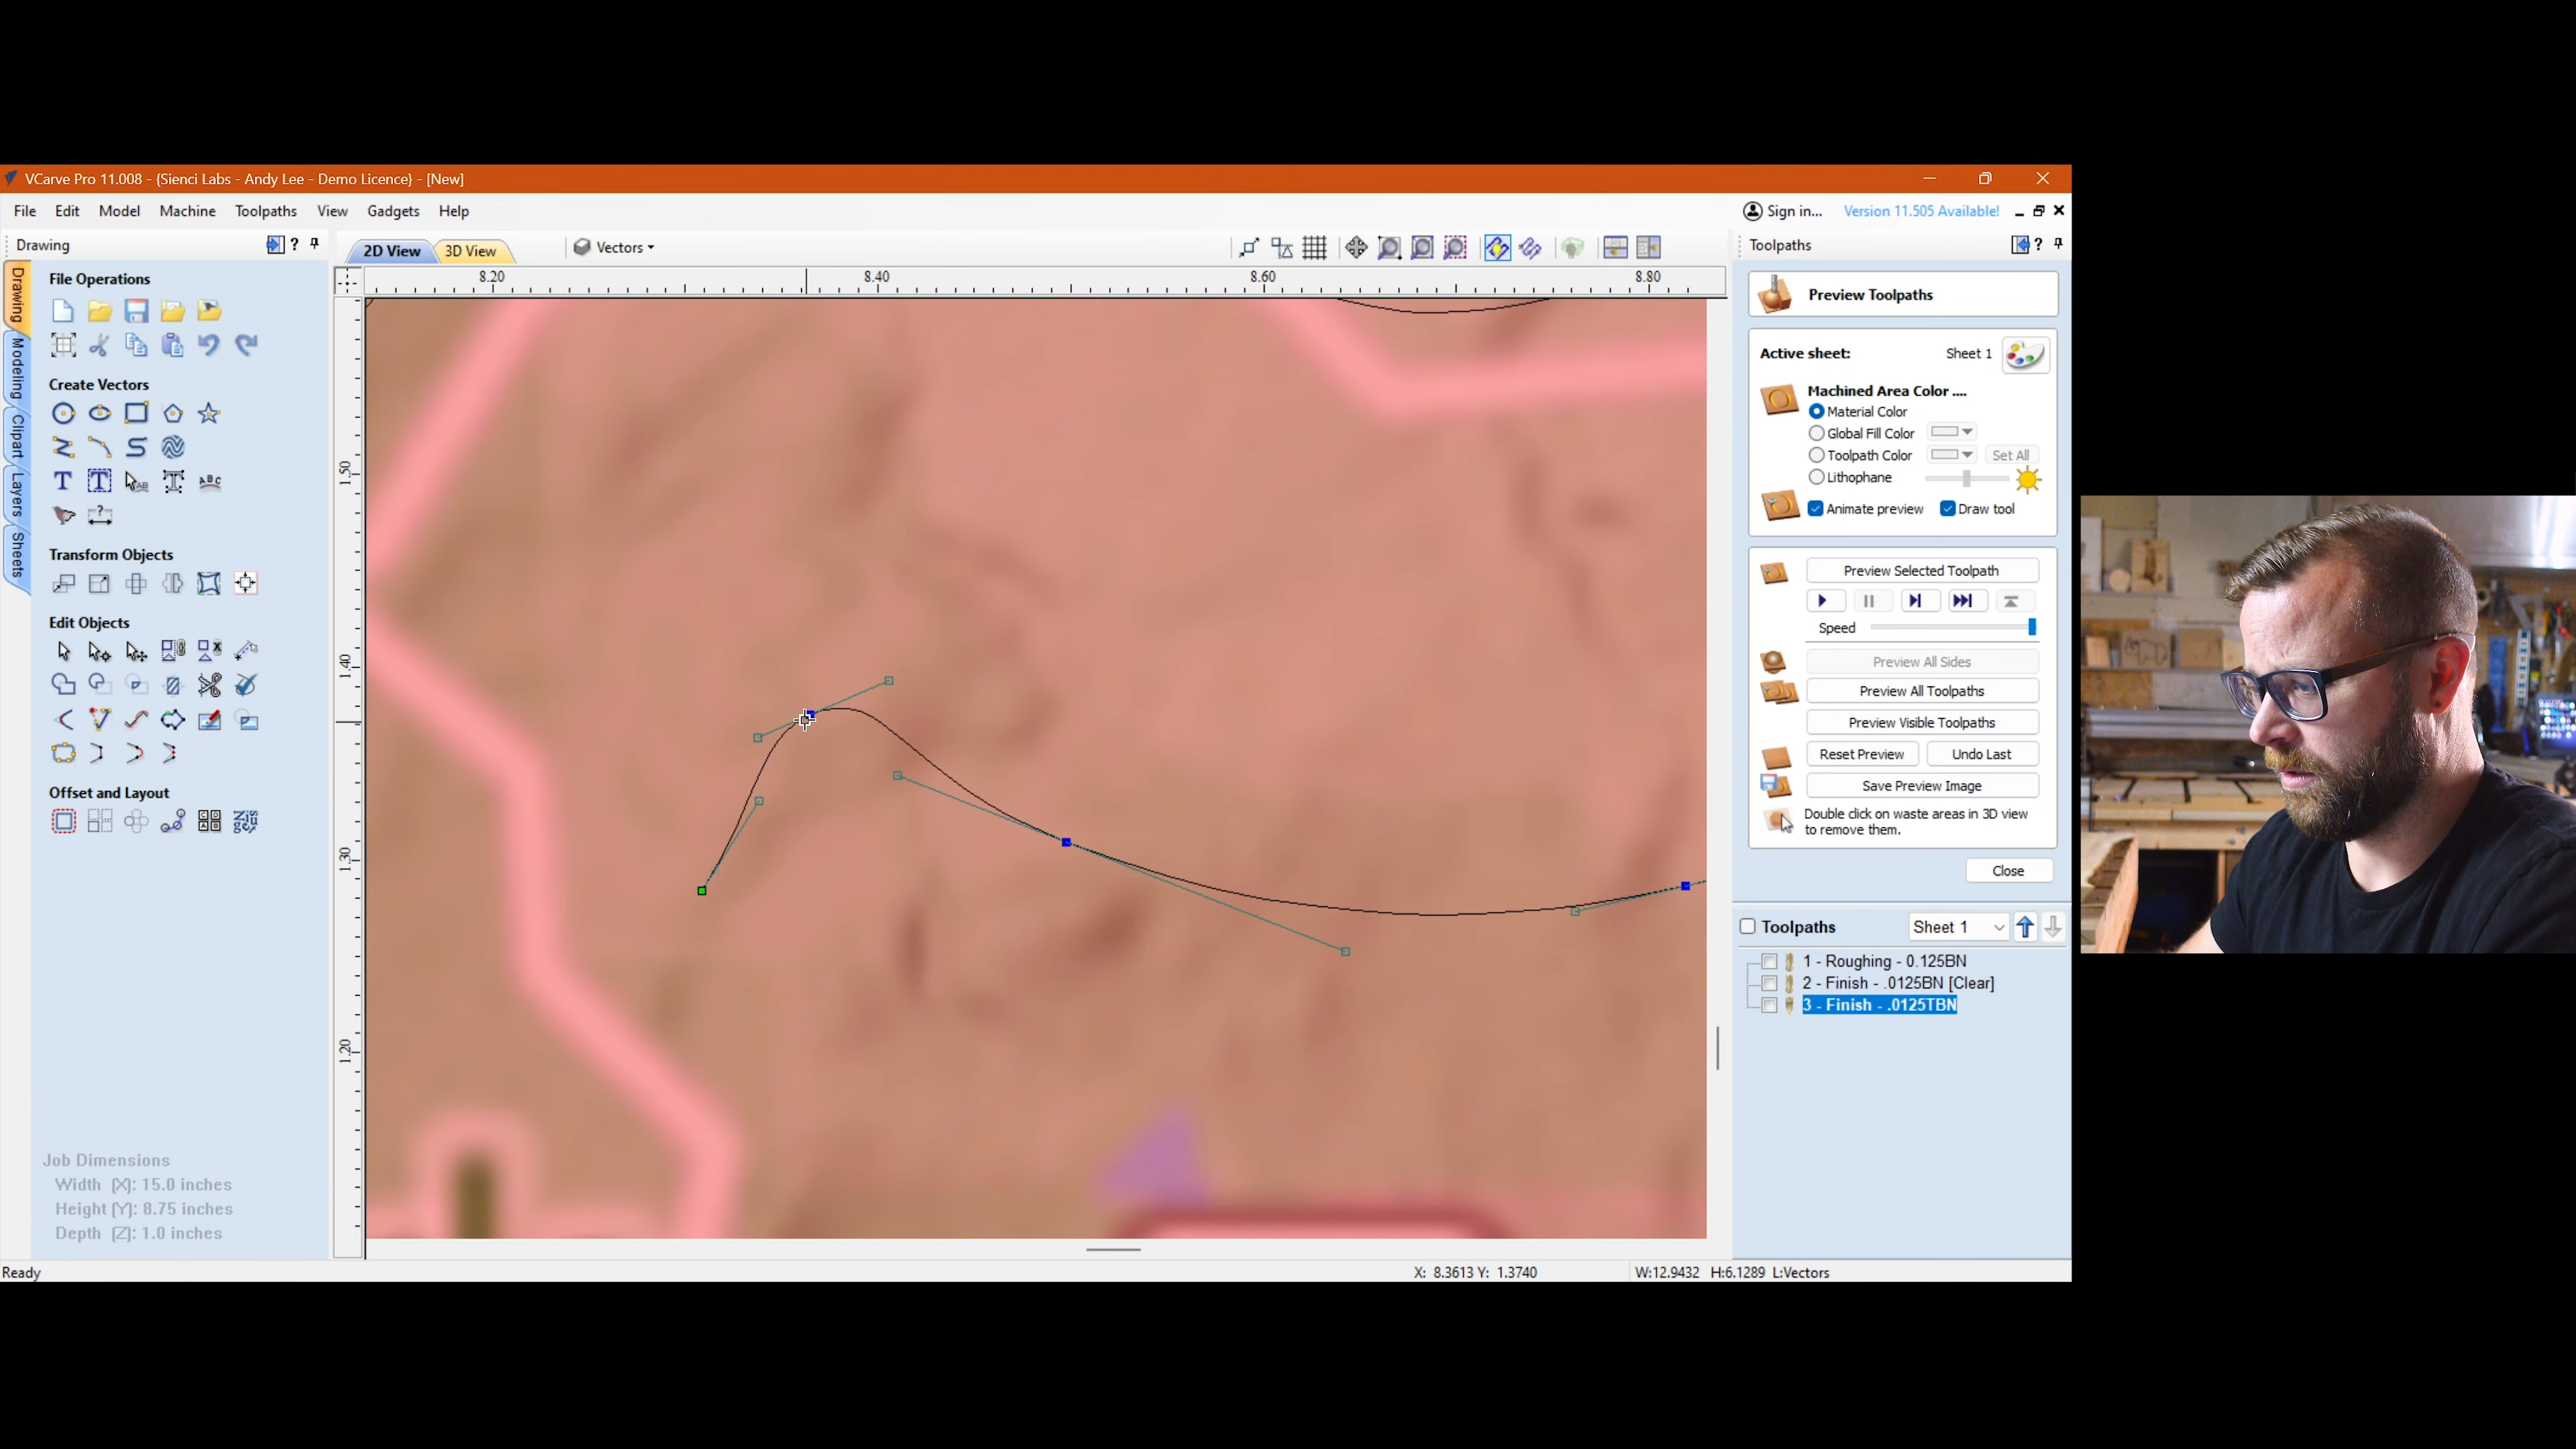 VCarve Pro 11.008 - {Sienci Labs - Andy Lee - Demo Licence} - [New]
File Edit Model Machine Toolpaths View Gadgets Help
Sign in... Version 11.505 Available!
Drawing
2D View 3D View Vectors
Toolpaths
Drawing
Modeling
Clipart
Layers
Sheets
File Operations
Create Vectors
Transform Objects
Edit Objects
Offset and Layout
Job Dimensions
Width (X): 15.0 inches
Height (Y): 8.75 inches
Depth (Z): 1.0 inches
8.20 8.40 8.60 8.80
1.50
1.40
1.30
1.20
Preview Toolpaths
Active sheet: Sheet 1
Machined Area Color ....
Material Color
Global Fill Color
Toolpath Color Set All
Lithophane
Animate preview Draw tool
Preview Selected Toolpath
Speed
Preview All Sides
Preview All Toolpaths
Preview Visible Toolpaths
Reset Preview Undo Last
Save Preview Image
Double click on waste areas in 3D view
to remove them.
Close
Toolpaths Sheet 1
1 - Roughing - 0.125BN
2 - Finish - .0125BN [Clear]
3 - Finish - .0125TBN
Ready
X: 8.3613 Y: 1.3740
W:12.9432 H:6.1289 L:Vectors